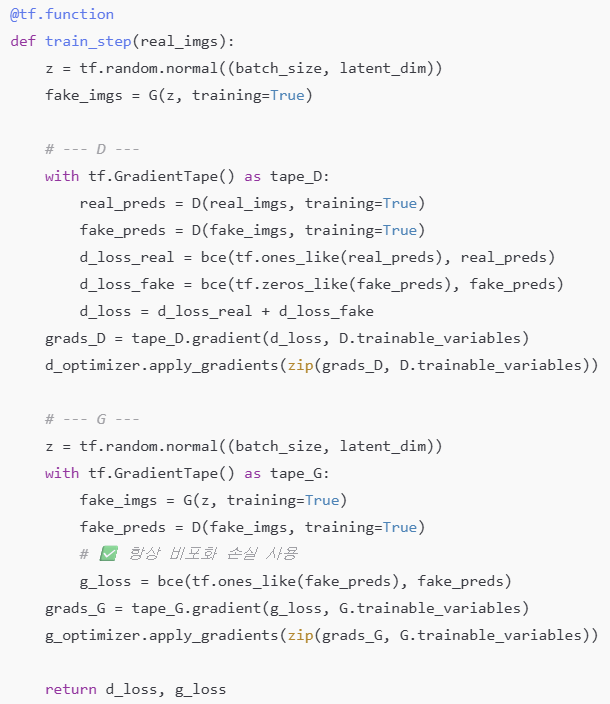 @tf.function
def train_step(real_imgs):
    z = tf.random.normal((batch_size, latent_dim))
    fake_imgs = G(z, training=True)

    # --- D ---
    with tf.GradientTape() as tape_D:
        real_preds = D(real_imgs, training=True)
        fake_preds = D(fake_imgs, training=True)
        d_loss_real = bce(tf.ones_like(real_preds), real_preds)
        d_loss_fake = bce(tf.zeros_like(fake_preds), fake_preds)
        d_loss = d_loss_real + d_loss_fake
    grads_D = tape_D.gradient(d_loss, D.trainable_variables)
    d_optimizer.apply_gradients(zip(grads_D, D.trainable_variables))

    # --- G ---
    z = tf.random.normal((batch_size, latent_dim))
    with tf.GradientTape() as tape_G:
        fake_imgs = G(z, training=True)
        fake_preds = D(fake_imgs, training=True)
        # ✅ 항상 비포화 손실 사용
        g_loss = bce(tf.ones_like(fake_preds), fake_preds)
    grads_G = tape_G.gradient(g_loss, G.trainable_variables)
    g_optimizer.apply_gradients(zip(grads_G, G.trainable_variables))

    return d_loss, g_loss